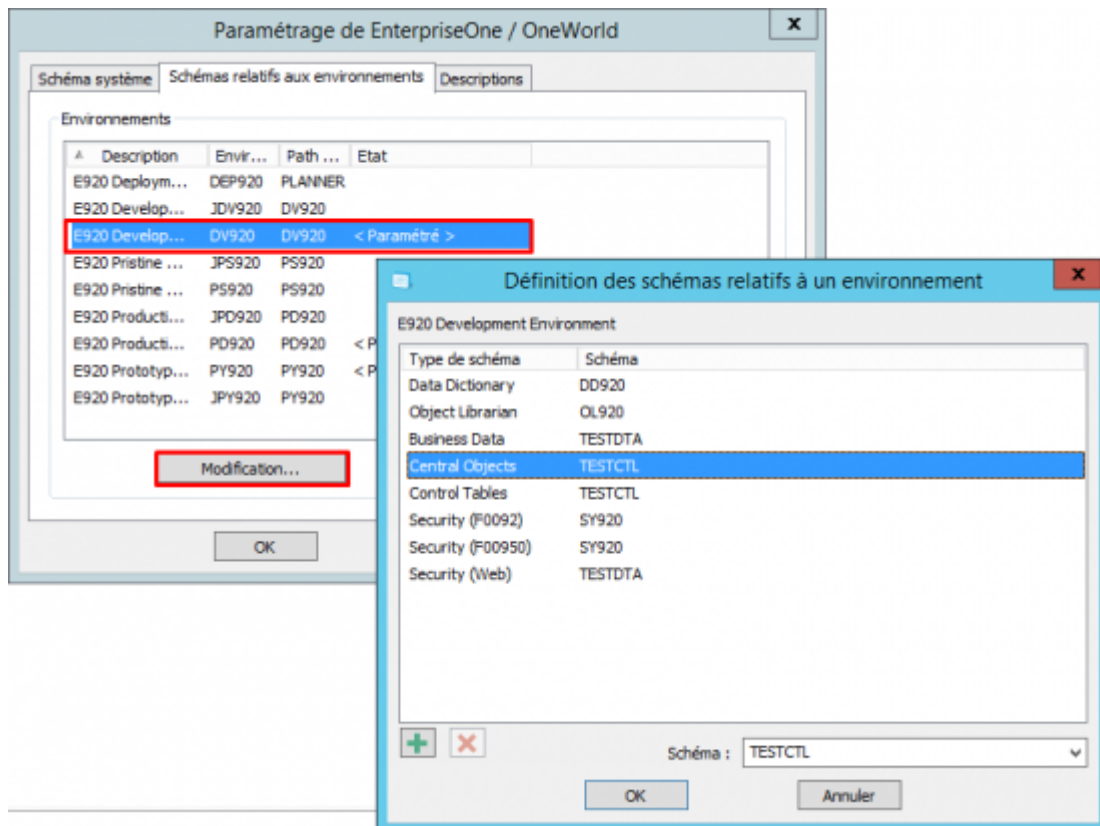 Paramétrage de EnterpriseOne / OneWorld
x
Schéma système Schémas relatifs aux environnements Descriptions
Environnements
Description Envir... Path ... Etat
E920 Deploym... DEP920 PLANNER
E920 Develop... JDV920 DV920
E920 Develop... DV920 DV920 < Paramétré >
E920 Pristine ... JPS920 PS920
E920 Pristine ... PS920 PS920
E920 Producti... JPD920 PD920
E920 Producti... PD920 PD920 < P
E920 Prototyp... PY920 PY920 < P
E920 Prototyp... JPY920 PY920
Modification...
OK
Définition des schémas relatifs à un environnement
x
E920 Development Environment
Type de schéma Schéma
Data Dictionary DD920
Object Librarian OL920
Business Data TESTDTA
Central Objects TESTCTL
Control Tables TESTCTL
Security (F0092) SY920
Security (F00950) SY920
Security (Web) TESTDTA
Schéma : TESTCTL
OK Annuler